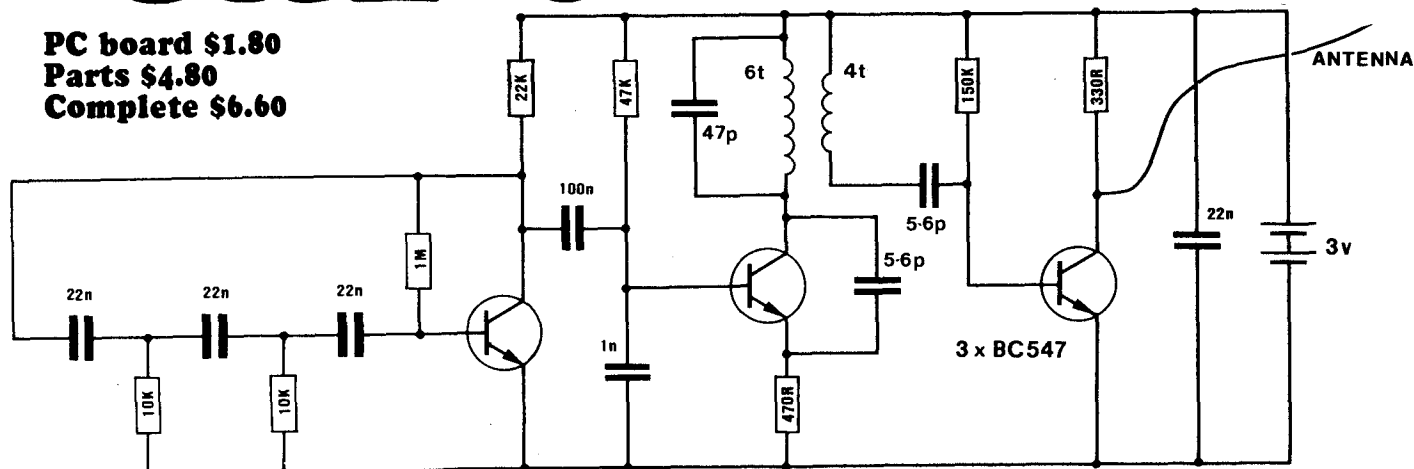 PC board $1.80
Parts $4.80
Complete $6.60
22K
47K
6t
4t
150K
330R
ANTENNA
47p
100n
1M
5·6p
5·6p
22n
3v
22n
22n
22n
1n
3 x BC547
10K
10K
470R